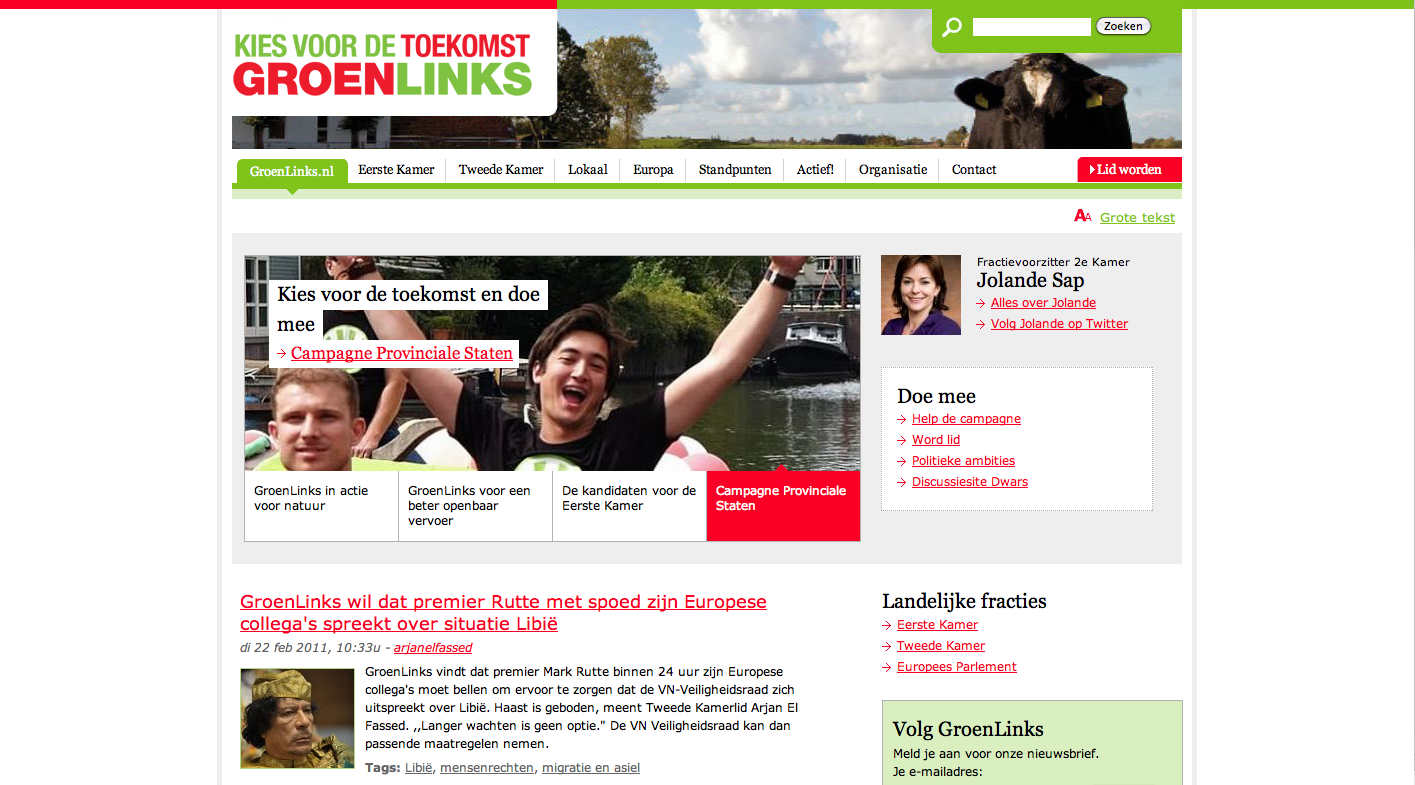 KIES VOOR DE TOEKOMST
GROENLINKS
Zoeken
GroenLinks.nl
Eerste Kamer
Tweede Kamer
Lokaal
Europa
Standpunten
Actief!
Organisatie
Contact
Lid worden
AA Grote tekst
Kies voor de toekomst en doe
mee
Campagne Provinciale Staten
GroenLinks in actie
voor natuur
GroenLinks voor een
beter openbaar
vervoer
De kandidaten voor de
Eerste Kamer
Campagne Provinciale
Staten
Fractievoorzitter 2e Kamer
Jolande Sap
Alles over Jolande
Volg Jolande op Twitter
Doe mee
Help de campagne
Word lid
Politieke ambities
Discussiesite Dwars
GroenLinks wil dat premier Rutte met spoed zijn Europese
collega's spreekt over situatie Libië
di 22 feb 2011, 10:33u - arjanelfassed
GroenLinks vindt dat premier Mark Rutte binnen 24 uur zijn Europese
collega's moet bellen om ervoor te zorgen dat de VN-Veiligheidsraad zich
uitspreekt over Libië. Haast is geboden, meent Tweede Kamerlid Arjan El
Fassed. ,,Langer wachten is geen optie." De VN Veiligheidsraad kan dan
passende maatregelen nemen.
Tags: Libië, mensenrechten, migratie en asiel
Landelijke fracties
Eerste Kamer
Tweede Kamer
Europees Parlement
Volg GroenLinks
Meld je aan voor onze nieuwsbrief.
Je e-mailadres: